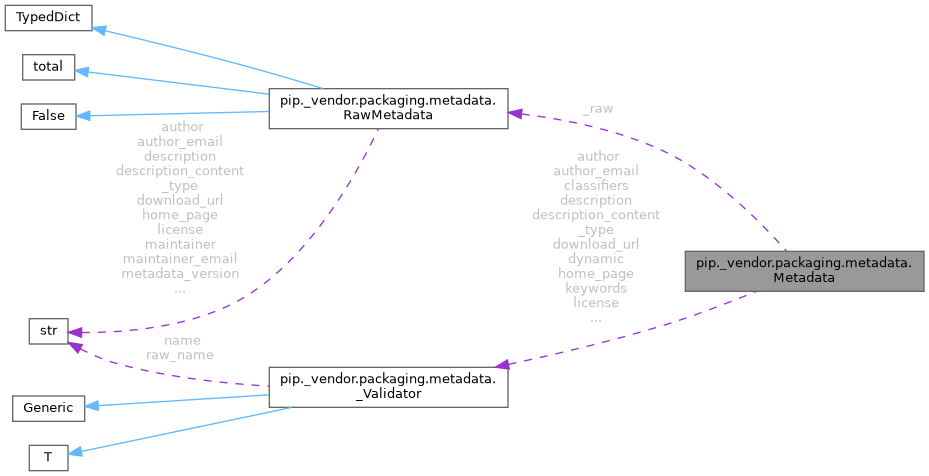 TypedDict
total
False
pip._vendor.packaging.metadata.
RawMetadata
_raw
author
author_email
description
description_content
_type
download_url
home_page
license
maintainer
maintainer_email
metadata_version
...
author
author_email
classifiers
description
description_content
_type
download_url
dynamic
home_page
keywords
license
...
pip._vendor.packaging.metadata.
Metadata
str
name
raw_name
pip._vendor.packaging.metadata.
_Validator
Generic
T